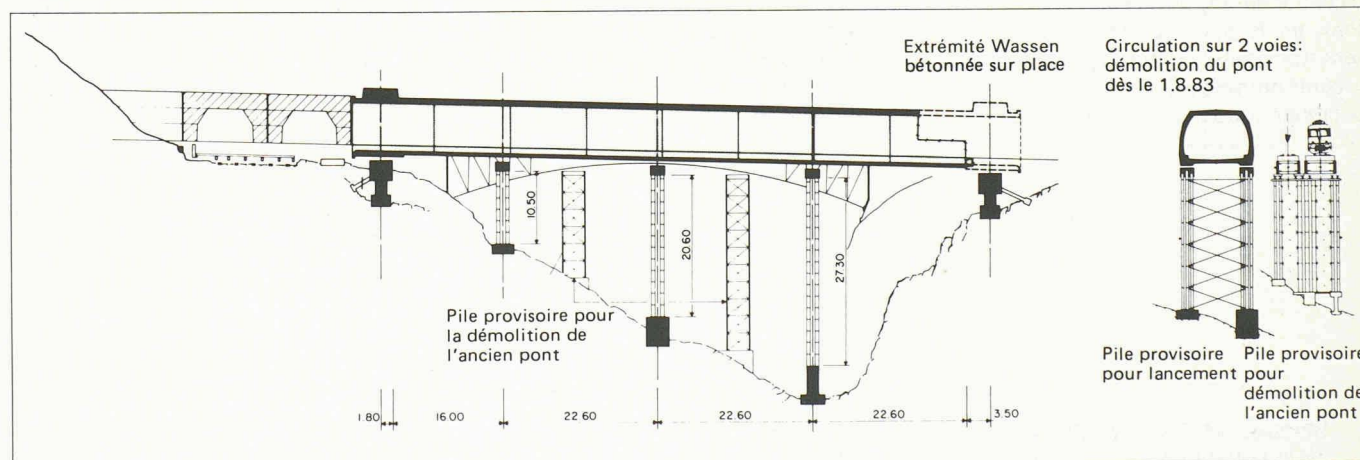 Extrémité Wassen
bétonnée sur place
Circulation sur 2 voies:
démolition du pont
dès le 1.8.83
10.50
20.60
27.30
Pile provisoire pour
la démolition de
l'ancien pont
Pile provisoire
pour lancement
Pile provisoire
pour
démolition de
l'ancien pont
1.80
16.00
22.60
22.60
22.60
3.50